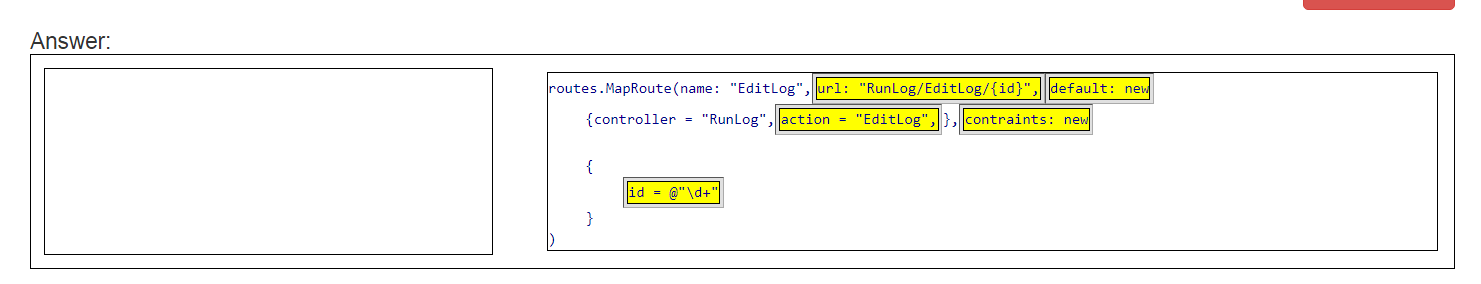 Answer:
routes.MapRoute(name: "EditLog", url: "RunLog/EditLog/{id}", default: new
{controller = "RunLog", action = "EditLog", }, contraints: new
{
id = @"\d+"
}
)